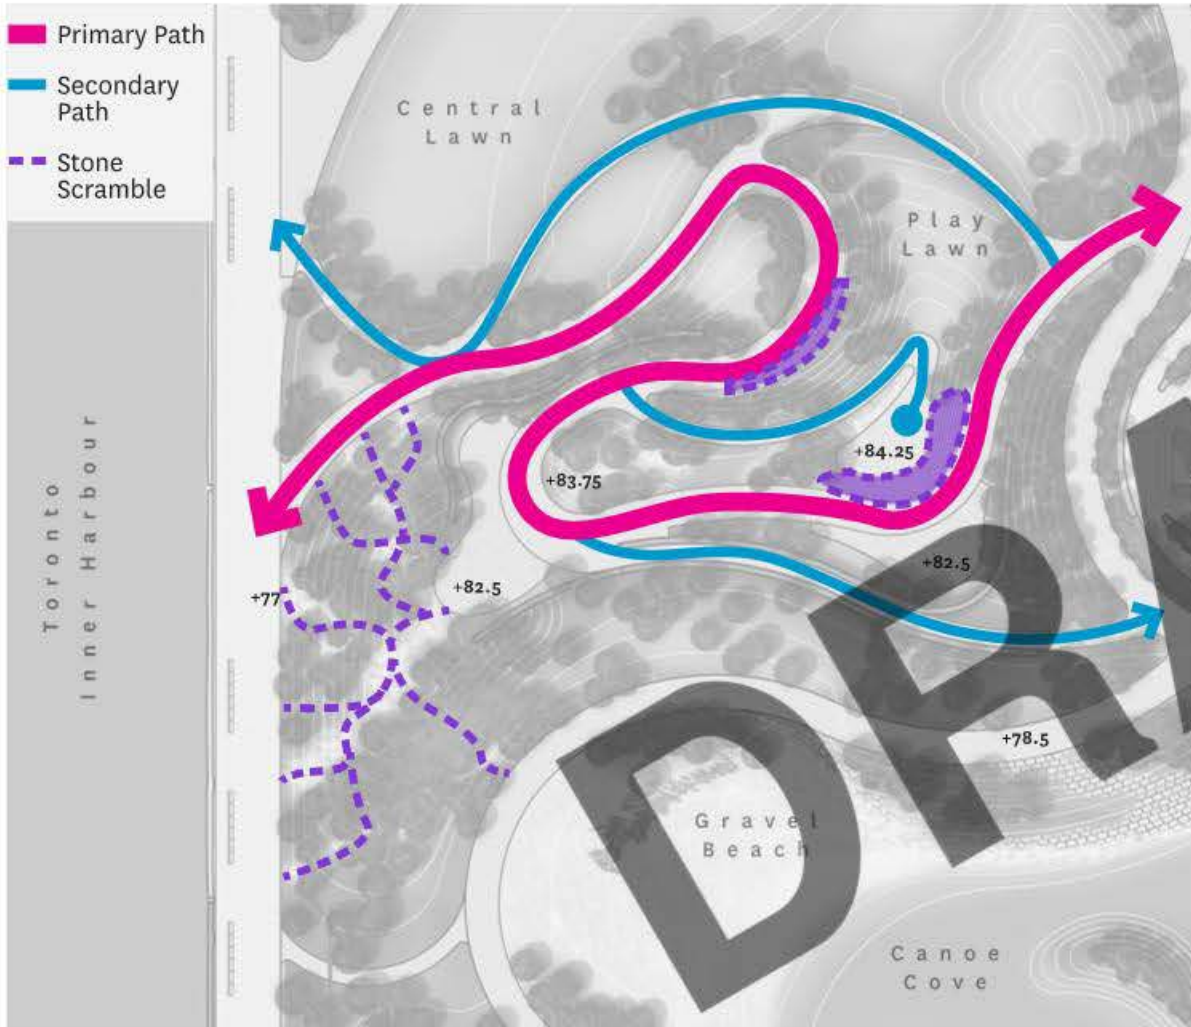 Primary Path
Secondary
Path
Stone
Scramble
Central
Lawn
Play
Lawn
+84.25
+83.75
+82.5
+82.5
+77
Toronto
Inner Harbour
+78.5
Gravel
Beach
Canoe
Cove